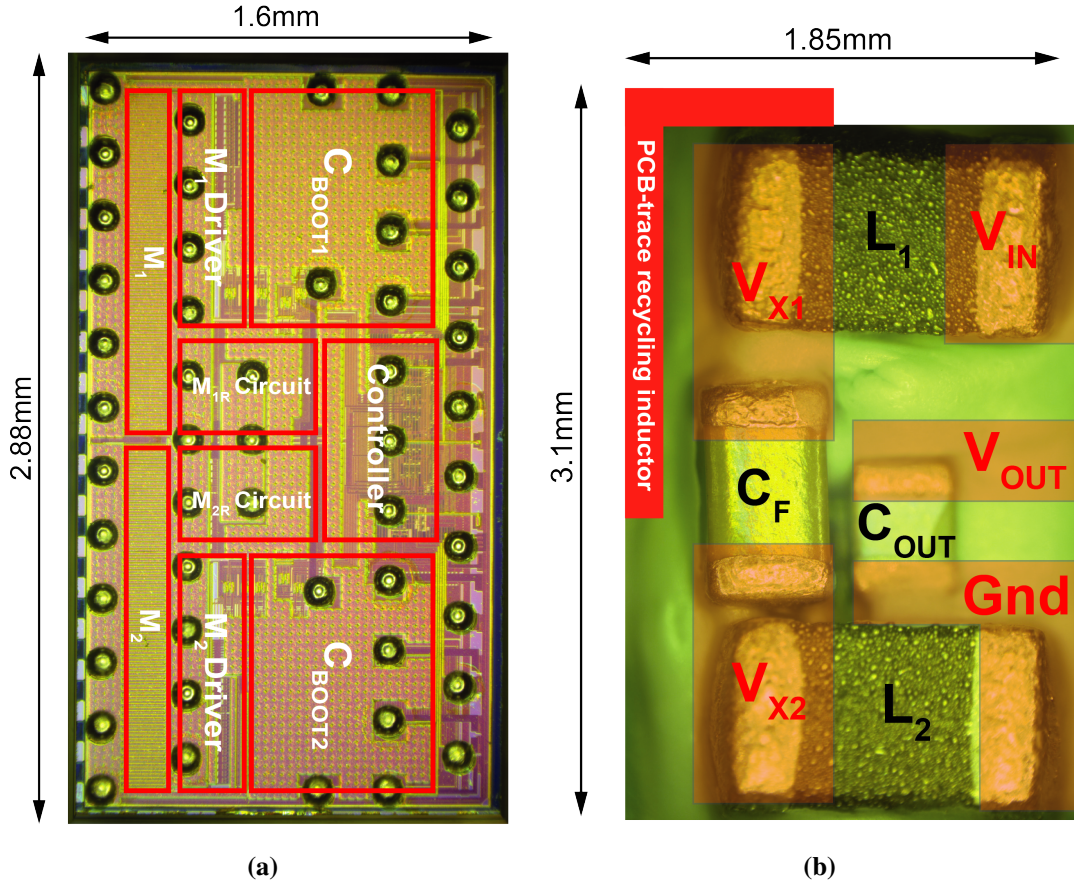 1.6mm
2.88mm
M1
M1 Driver
CBOOT1
M1R Circuit
Controller
M2R Circuit
M2
M2 Driver
CBOOT2
(a)
1.85mm
3.1mm
PCB-trace recycling inductor
VX1
L1
VIN
CF
VOUT
COUT
Gnd
VX2
L2
(b)